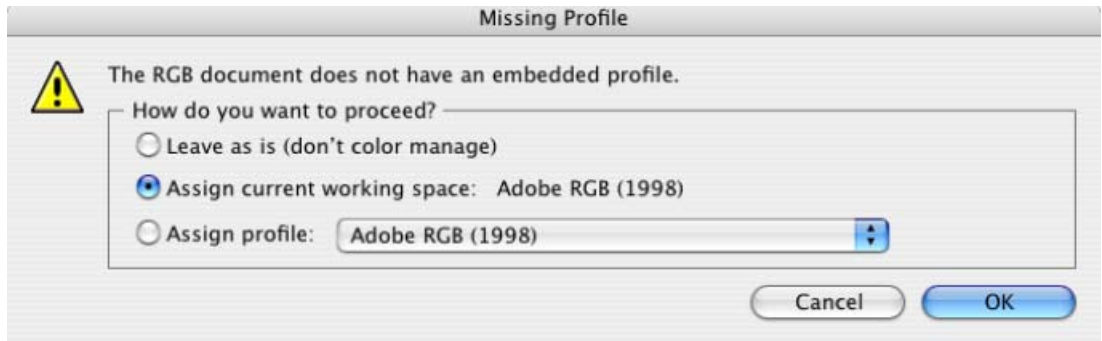 Missing Profile
The RGB document does not have an embedded profile.
How do you want to proceed?
Leave as is (don't color manage)
Assign current working space: Adobe RGB (1998)
Assign profile: Adobe RGB (1998)
Cancel OK